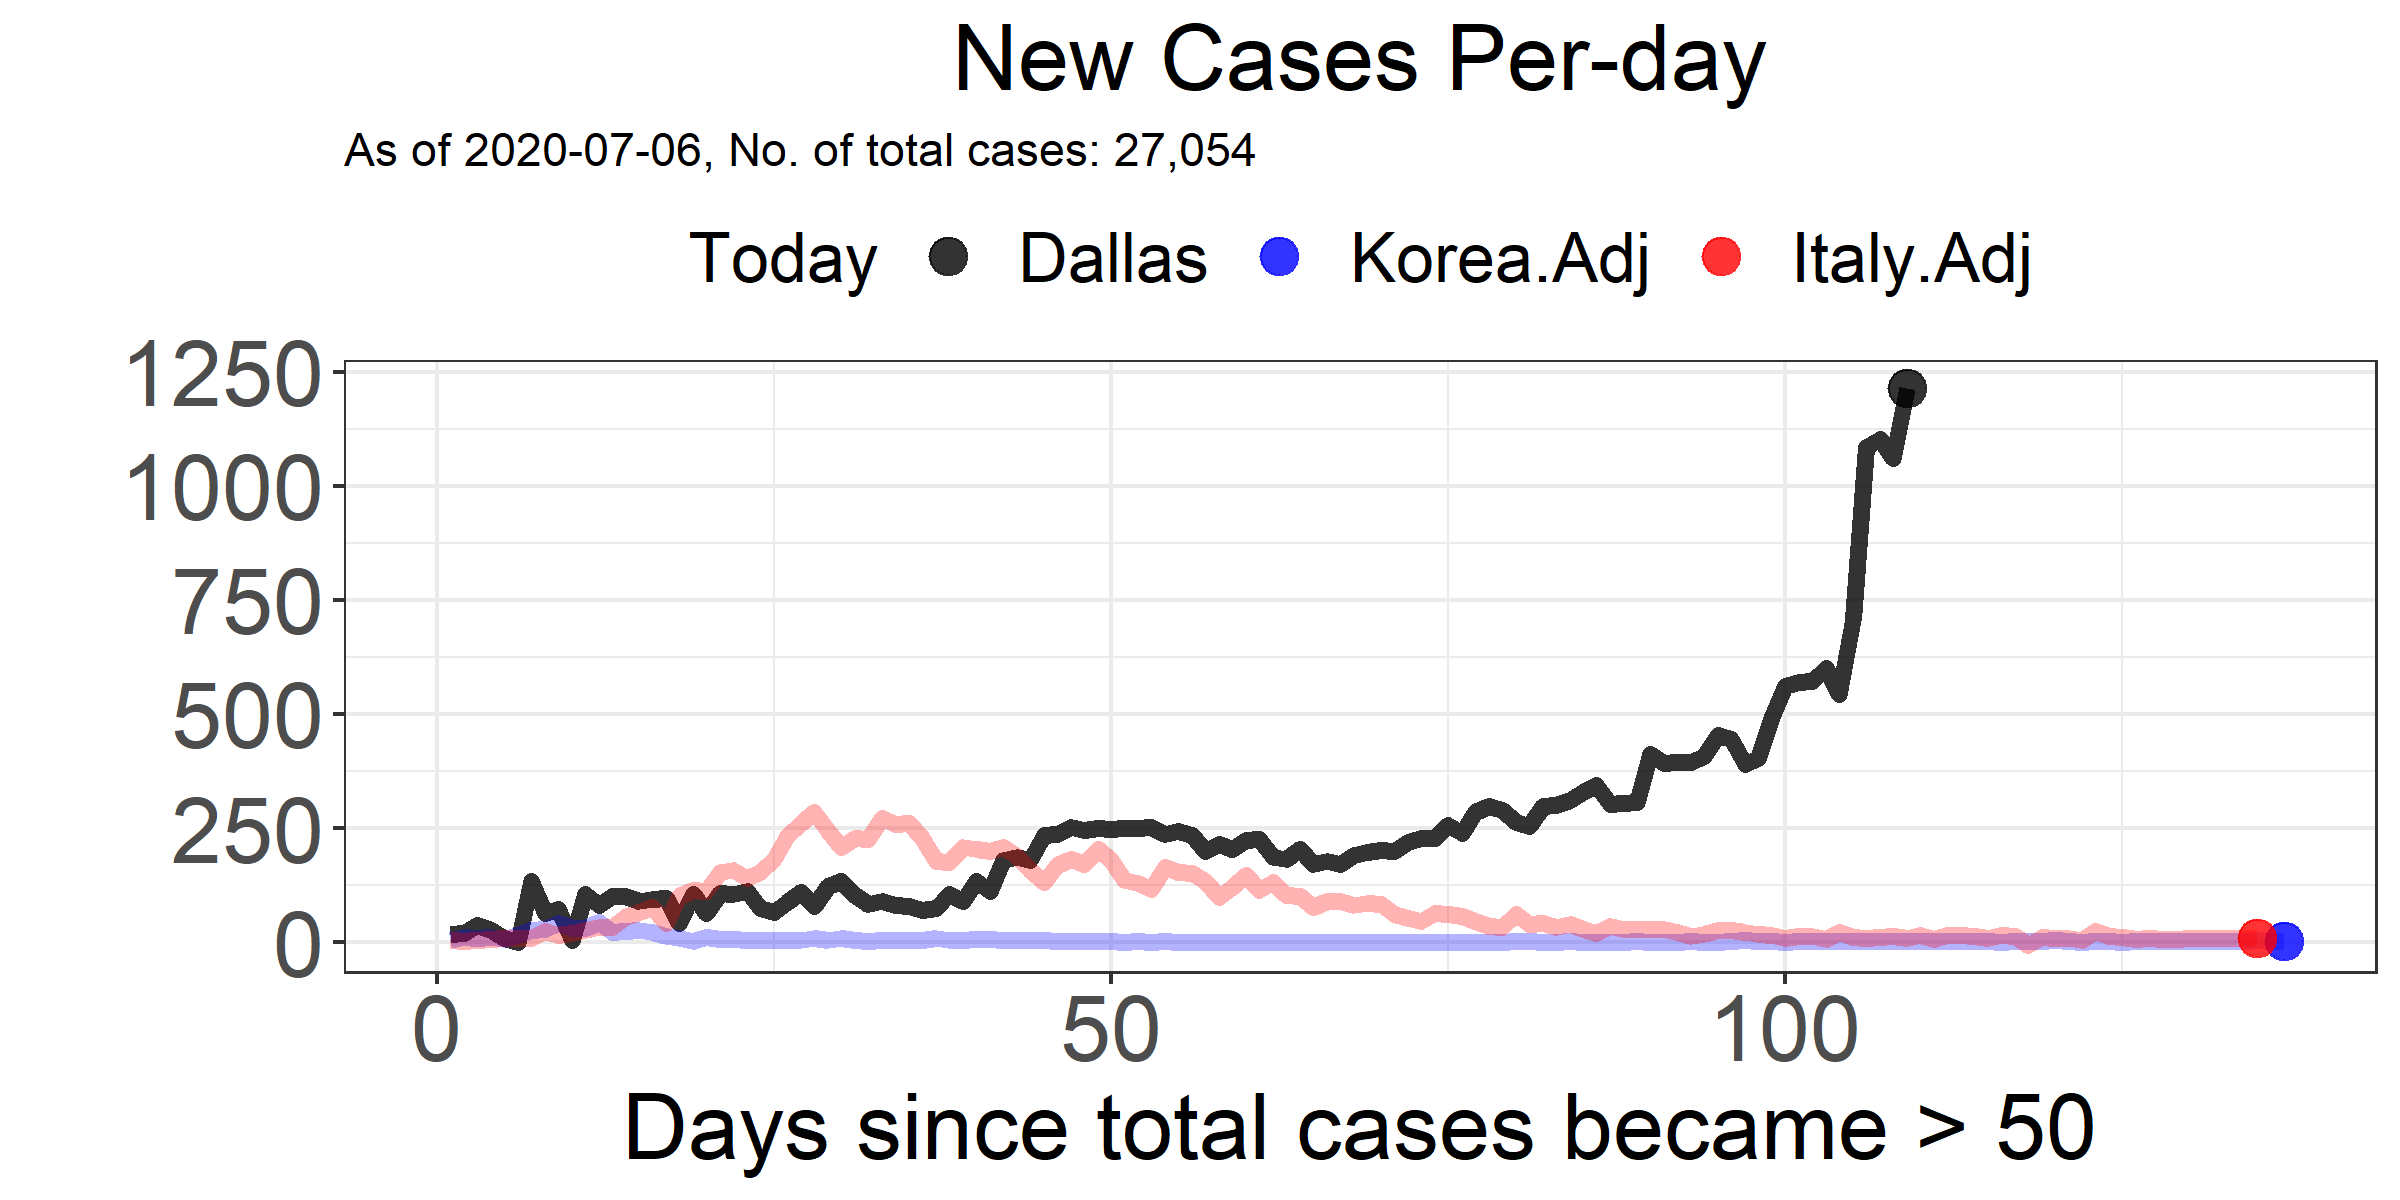 New Cases Per-day
As of 2020-07-06, No. of total cases: 27,054
Today Dallas Korea.Adj Italy.Adj
1250
1000
750
500
250
0
0 50 100
Days since total cases became > 50